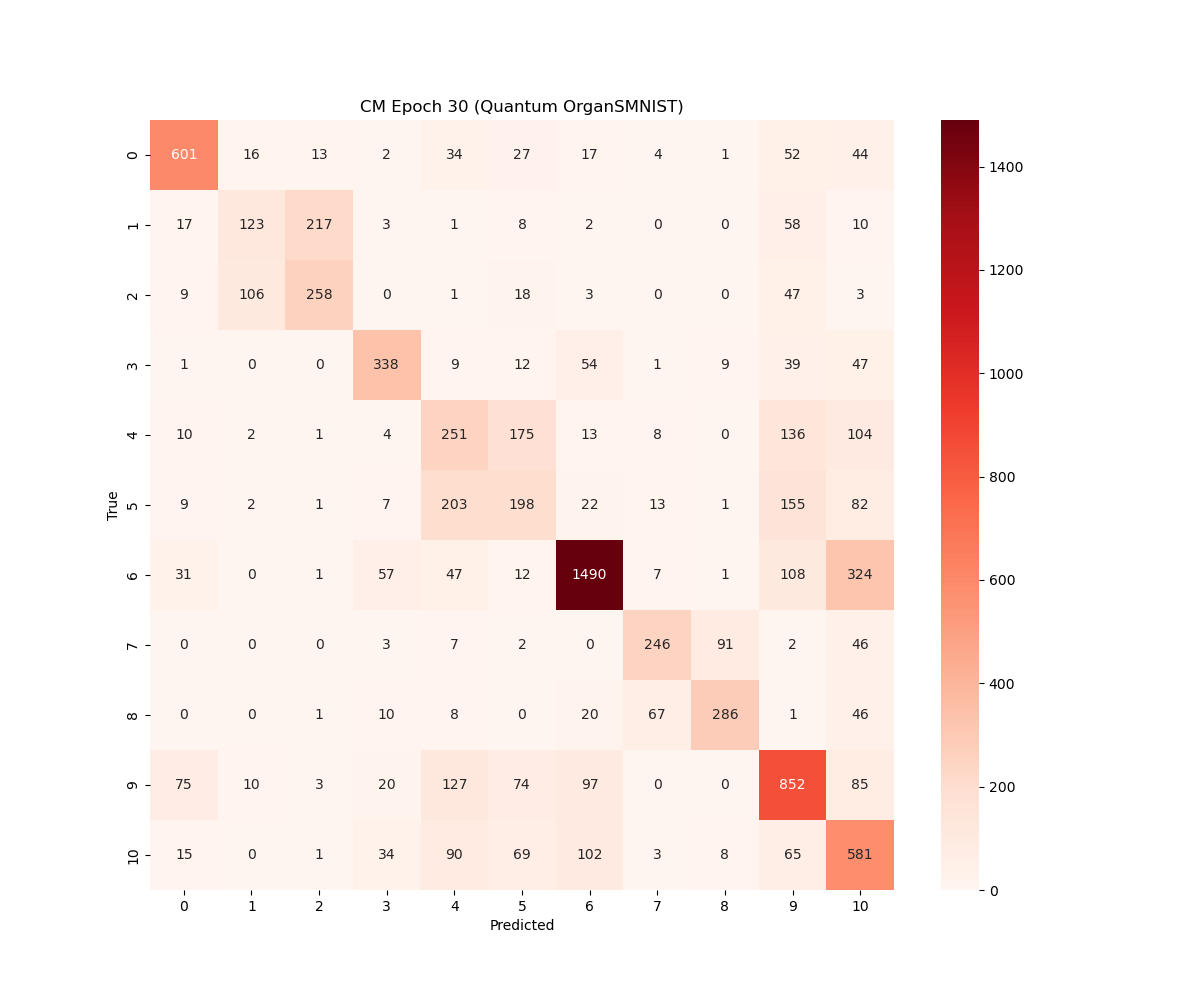 CM Epoch 30 (Quantum OrganSMNIST)
0 601 16 13 2 34 27 17 4 1 52 44
1 17 123 217 3 1 8 2 0 0 58 10
2 9 106 258 0 1 18 3 0 0 47 3
3 1 0 0 338 9 12 54 1 9 39 47
4 10 2 1 4 251 175 13 8 0 136 104
5 9 2 1 7 203 198 22 13 1 155 82
6 31 0 1 57 47 12 1490 7 1 108 324
7 0 0 0 3 7 2 0 246 91 2 46
8 0 0 1 10 8 0 20 67 286 1 46
9 75 10 3 20 127 74 97 0 0 852 85
10 15 0 1 34 90 69 102 3 8 65 581
0 1 2 3 4 5 6 7 8 9 10
Predicted
True
1400
1200
1000
800
600
400
200
0